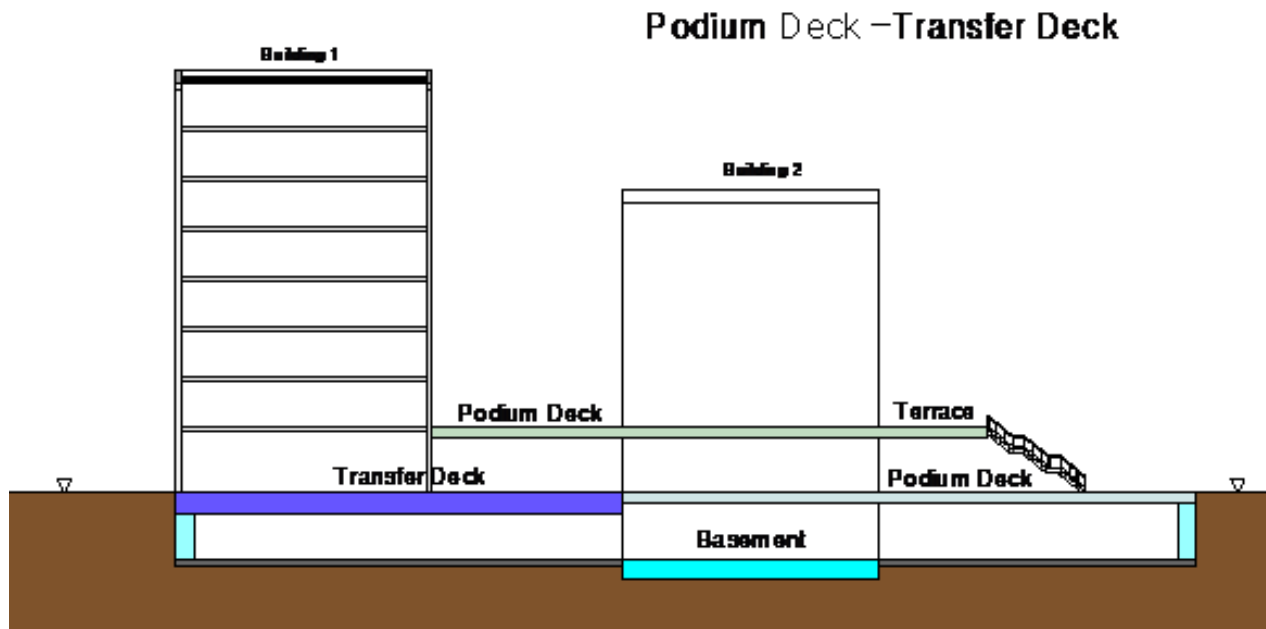 Podium Deck –Transfer Deck
Building 1
Building 2
Podium Deck
Terrace
Transfer Deck
Podium Deck
Basement